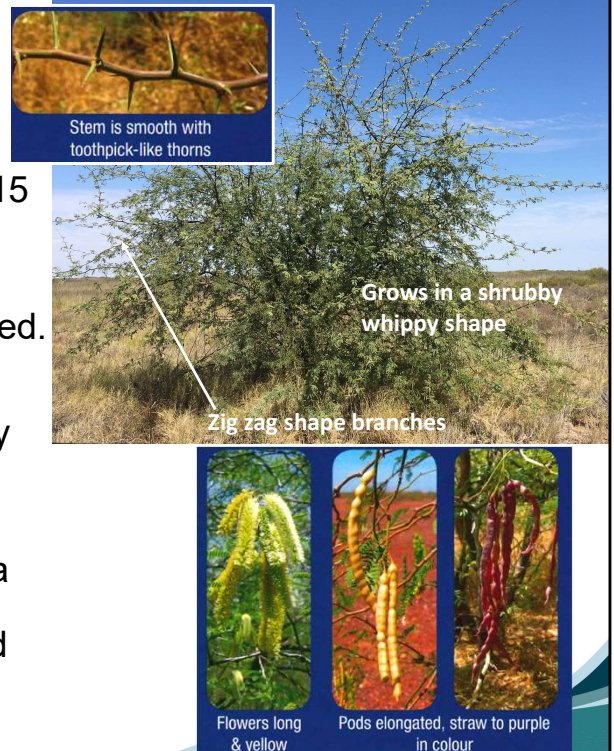 Stem is smooth with
toothpick-like thorns
15
ed.
y
a
d
Grows in a shrubby
whippy shape
Zig zag shape branches
Flowers long
& yellow
Pods elongated, straw to purple
in colour